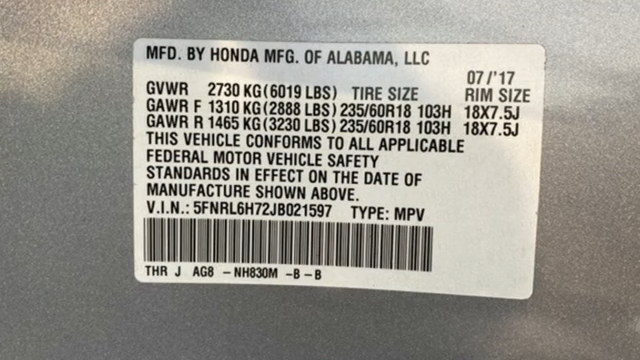 MFD. BY HONDA MFG. OF ALABAMA, LLC
07/'17
GVWR 2730 KG(6019 LBS) TIRE SIZE RIM SIZE
GAWR F 1310 KG(2888 LBS) 235/60R18 103H 18X7.5J
GAWR R 1465 KG(3230 LBS) 235/60R18 103H 18X7.5J
THIS VEHICLE CONFORMS TO ALL APPLICABLE
FEDERAL MOTOR VEHICLE SAFETY
STANDARDS IN EFFECT ON THE DATE OF
MANUFACTURE SHOWN ABOVE.
V.I.N.: 5FNRL6H72JB021597 TYPE: MPV
THR J AG8 - NH830M -B-B